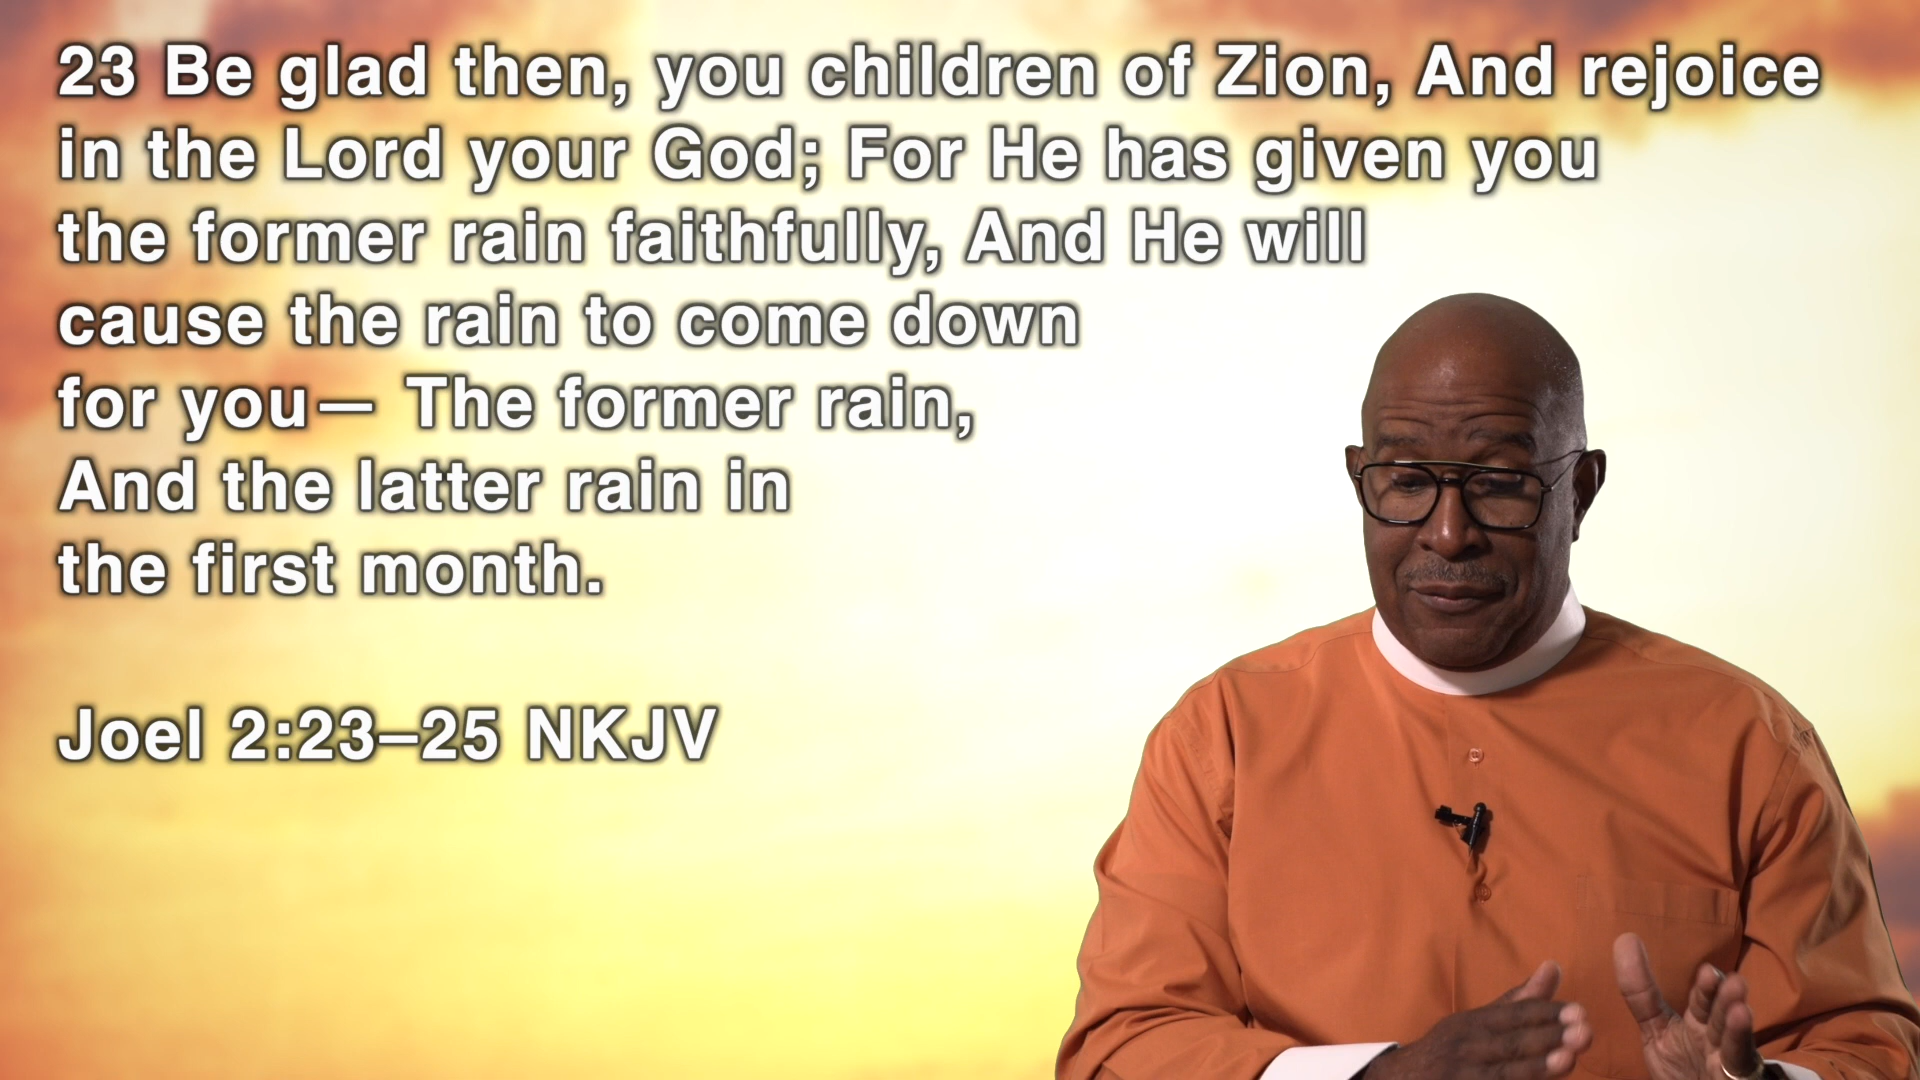 23 Be glad then, you children of Zion, And rejoice
in the Lord your God; For He has given you
the former rain faithfully, And He will
cause the rain to come down
for you— The former rain,
And the latter rain in
the first month.
Joel 2:23–25 NKJV